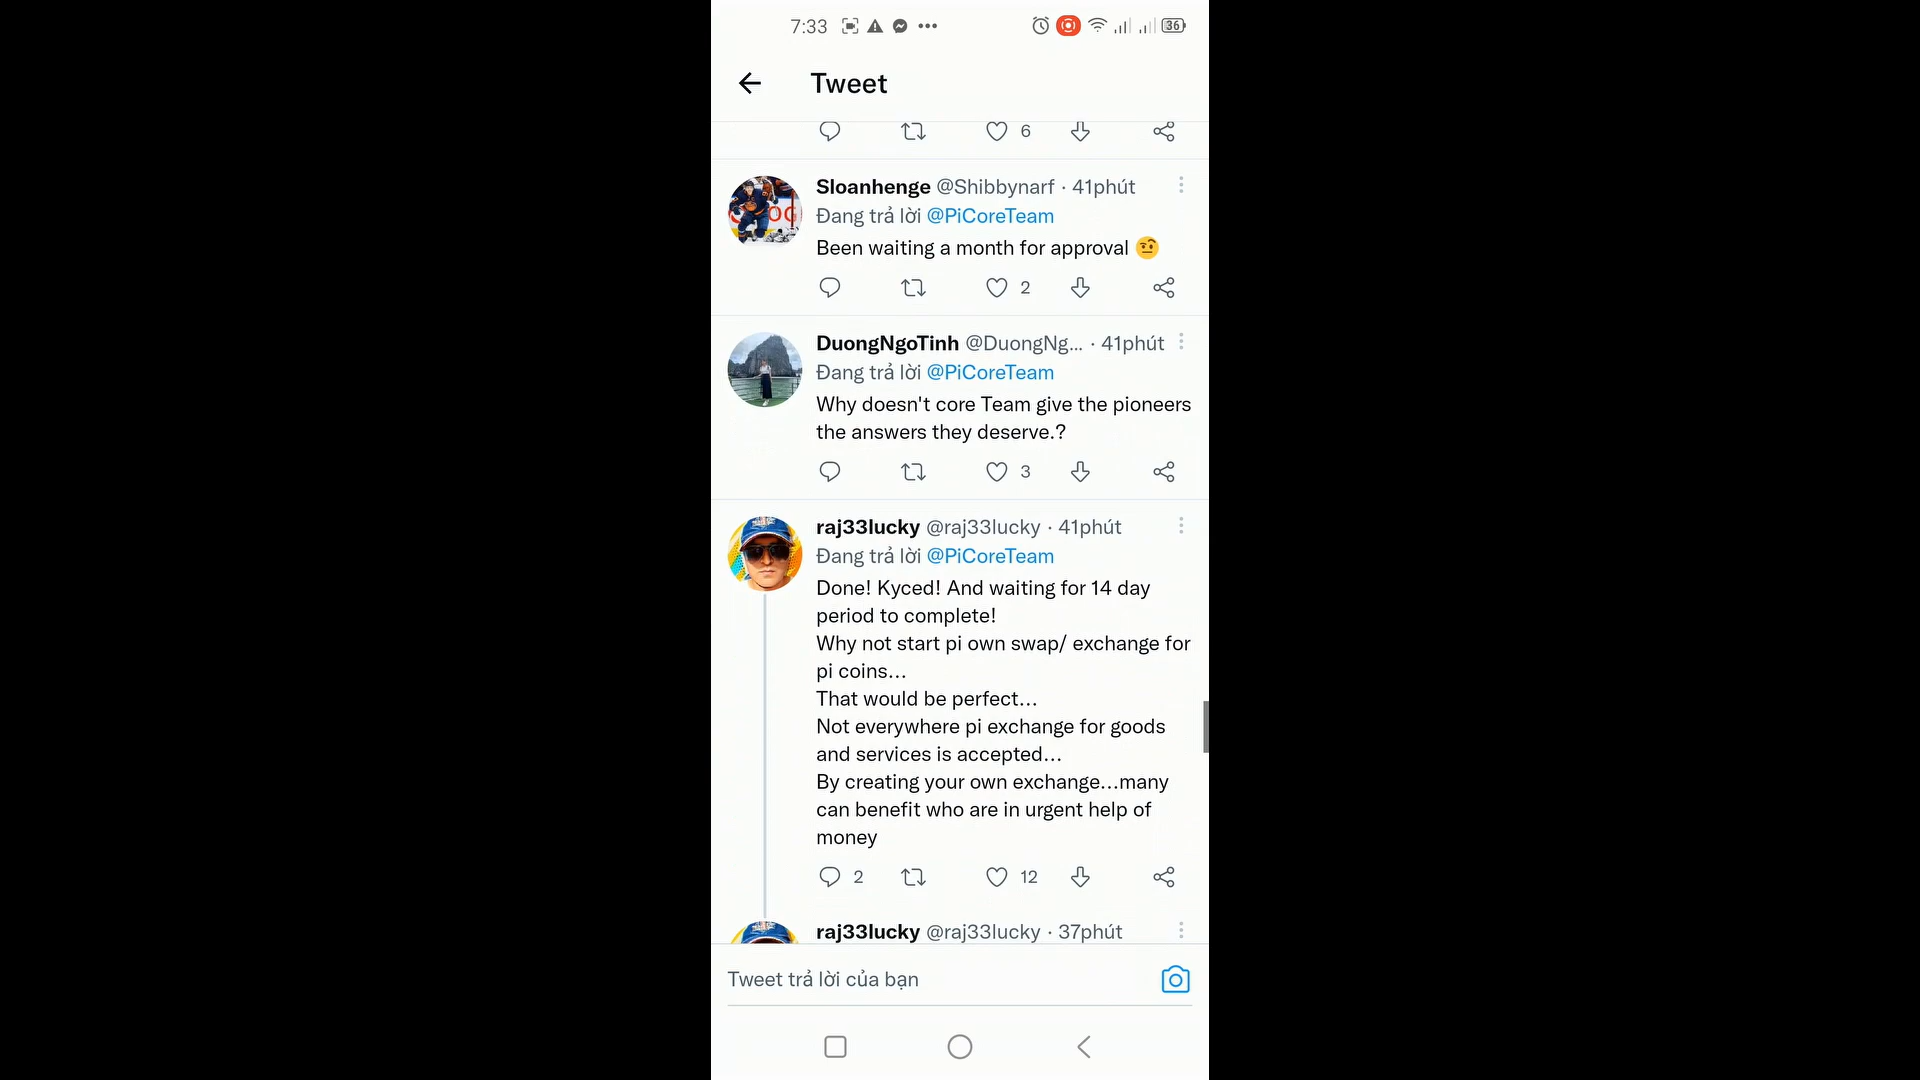 7:33
36
Tweet
6
Sloanhenge @Shibbynarf · 41phút
Đang trả lời @PiCoreTeam
Been waiting a month for approval 🤨
2
DuongNgoTinh @DuongNg... · 41phút
Đang trả lời @PiCoreTeam
Why doesn't core Team give the pioneers
the answers they deserve.?
3
raj33lucky @raj33lucky · 41phút
Đang trả lời @PiCoreTeam
Done! Kyced! And waiting for 14 day
period to complete!
Why not start pi own swap/ exchange for
pi coins...
That would be perfect...
Not everywhere pi exchange for goods
and services is accepted...
By creating your own exchange...many
can benefit who are in urgent help of
money
2 12
raj33lucky @raj33lucky · 37phút
Tweet trả lời của bạn